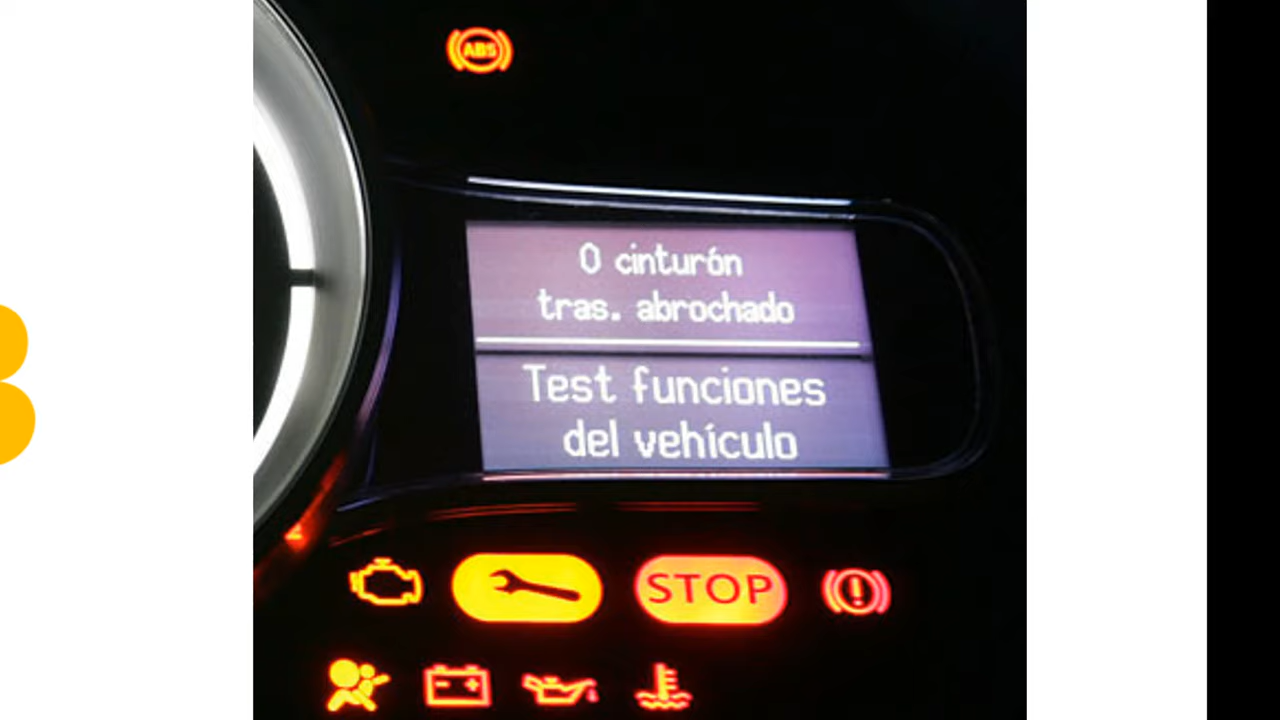 ABS
0 cinturón
tras. abrochado
Test funciones
del vehículo
STOP